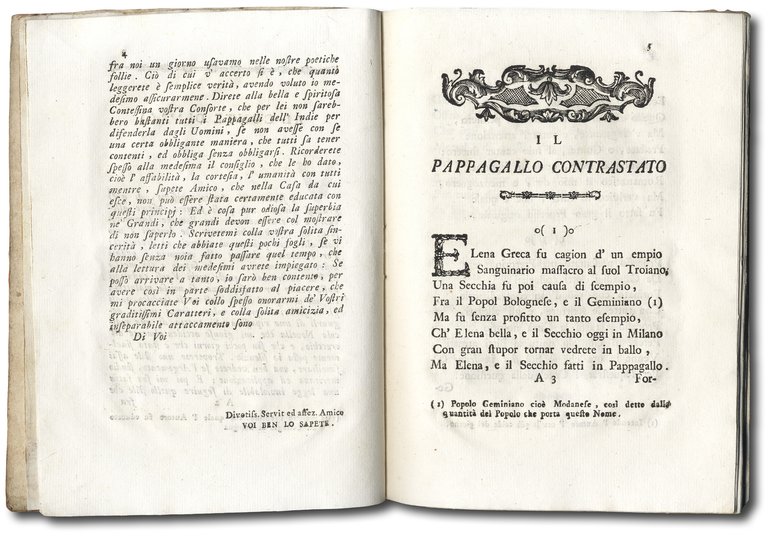 4
fra noi un giorno uſavamo nelle noſtre poetiche
follie. Ciò di cui v' accerto ſi è, che quanto
leggerete è ſemplice verità, avendo voluto io me-
deſimo aſſicurarmene. Direte alla bella e ſpiritoſa
Conteſſina voſtra Conſorte, che per lei non ſareb-
bero baſtanti tutti i Pappagalli dell' Indie per
difenderla dagli Uomini, ſe non aveſſe con ſe
una certa obbligante maniera, che tutti ſa tener
contenti, ed obbliga ſenza obbligarſi. Ricorderete
ſpeſſo alla medeſima il conſiglio, che le ho dato,
cioè l' affabilità, la corteſia, l' umanità con tutti
mentre, ſapete Amico, che nella Caſa da cui
eſce, non può eſſere ſtata certamente educata con
queſti principj: Ed è coſa pur odioſa la ſuperbia
ne' Grandi, che grandi devon eſſere col moſtrare
di non ſaperlo. Scrivetemi colla voſtra ſolita ſin-
cerità, letti che abbiate queſti pochi fogli, ſe vi
hanno ſenza noia fatto paſſare quel tempo, che
alla lettura dei medeſimi avrete impiegato: Se
poſſo arrivare a tanto, io ſarò ben contento, per
avere così in parte ſoddisfatto al piacere, che
mi procacciate Voi collo ſpeſſo onorarmi de' Voſtri
graditiſſimi Caratteri, e colla ſolita amicizia, ed
inſeparabile attaccamento ſono
Di Voi
Divotiſs. Servit ed affez. Amico
VOI BEN LO SAPETE.
5
IL
PAPPAGALLO CONTRASTATO
o( 1 )o
ELena Greca fu cagion d' un empio
Sanguinario maſſacro al ſuol Troiano,
Una Secchia fu poi cauſa di ſcempio,
Fra il Popol Bologneſe, e il Geminiano (1)
Ma fu ſenza profitto un tanto eſempio,
Ch' Elena bella, e il Secchio oggi in Milano
Con gran ſtupor tornar vedrete in ballo,
Ma Elena, e il Secchio fatti in Pappagallo.
A 3 For-
(1) Popolo Geminiano cioè Modaneſe, così detto dalla
quantità del Popolo che porta queſto Nome.